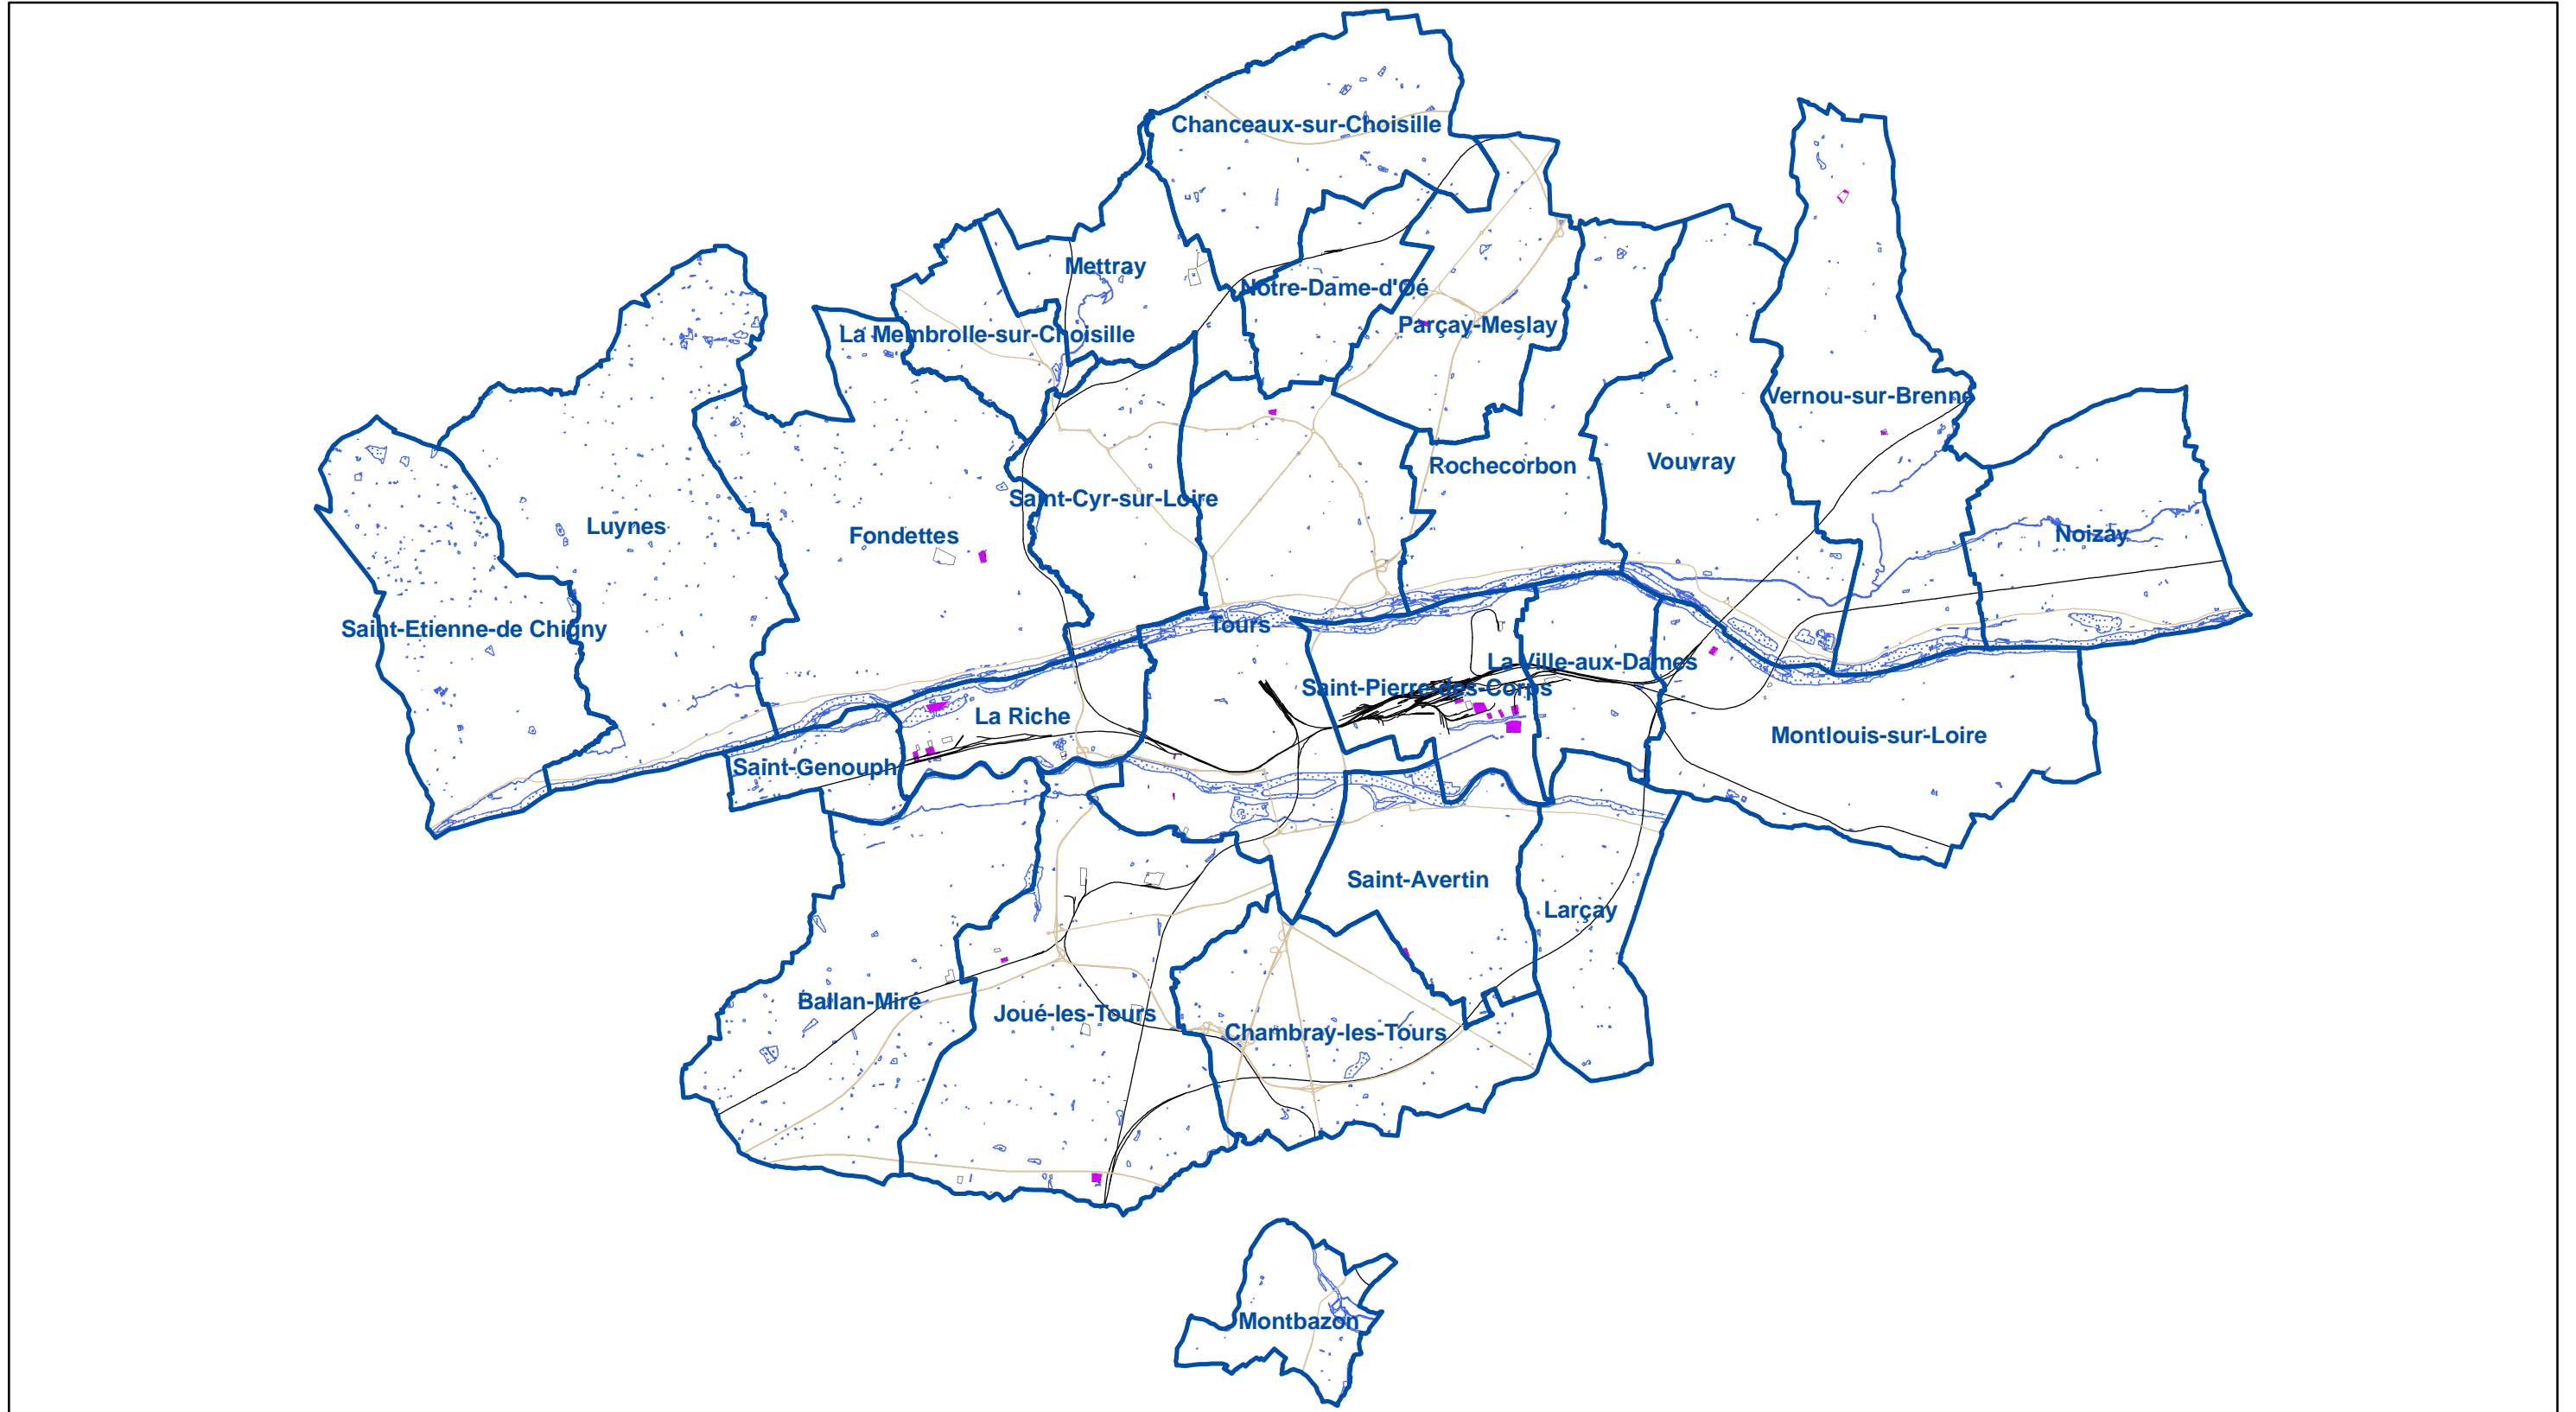 Chanceaux-sur-Choisille
Mettray
Notre-Dame-d'Oé
La Membrolle-sur-Choisille
Parçay-Meslay
Vernou-sur-Brenne
Rochecorbon
Vouvray
Saint-Cyr-sur-Loire
Luynes
Fondettes
Noizay
Saint-Etienne-de Chigny
Tours
La Ville-aux-Dames
Saint-Pierre-des-Corps
La Riche
Montlouis-sur-Loire
Saint-Genouph
Saint-Avertin
Larçay
Ballan-Miré
Joué-les-Tours
Chambray-les-Tours
Montbazon